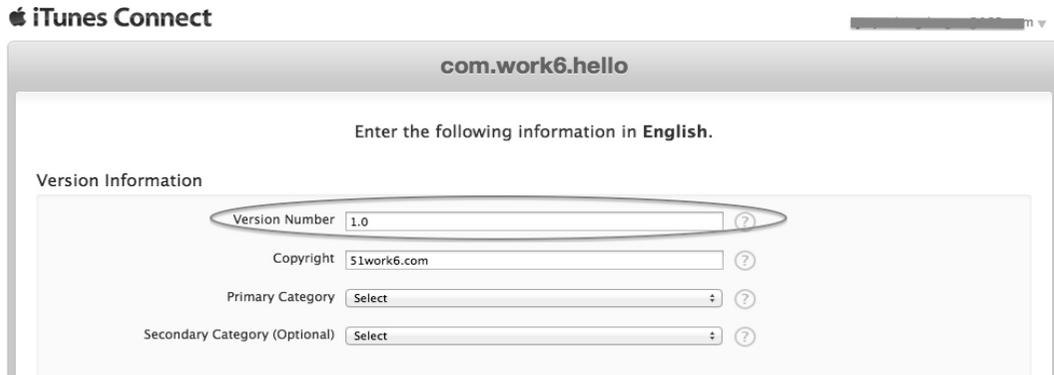 iTunes Connect
com.work6.hello
Enter the following information in English.
Version Information
Version Number 1.0 ?
Copyright 51work6.com ?
Primary Category Select ?
Secondary Category (Optional) Select ?